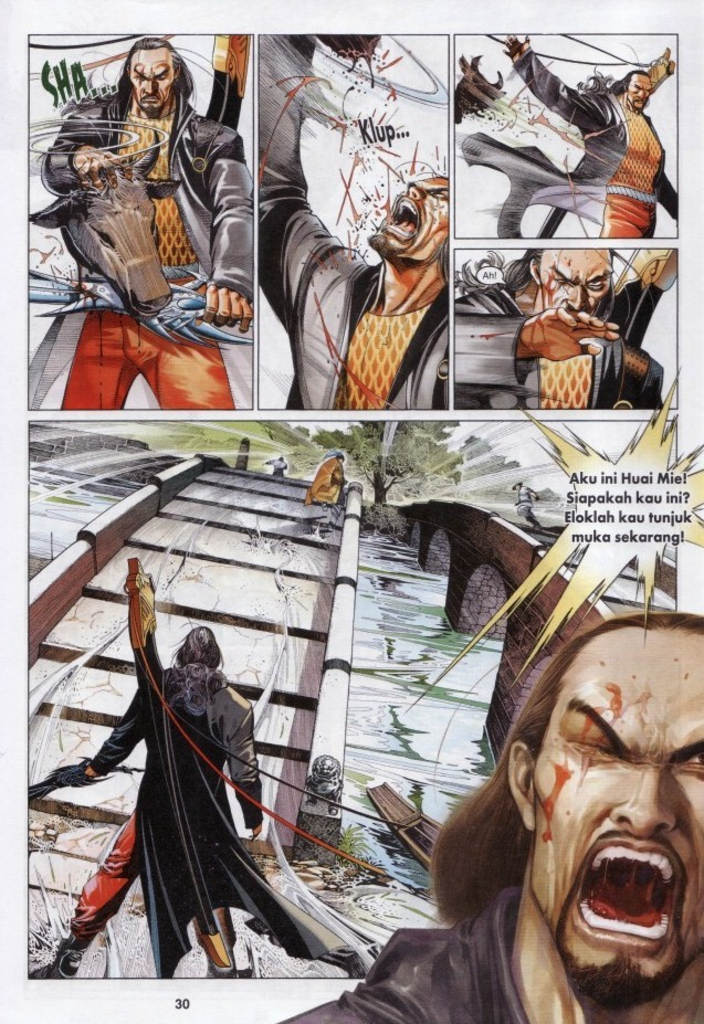 SHA...
Klup...
Ah!
Aku ini Huai Mie!
Siapakah kau ini?
Eloklah kau tunjuk
muka sekarang!
30